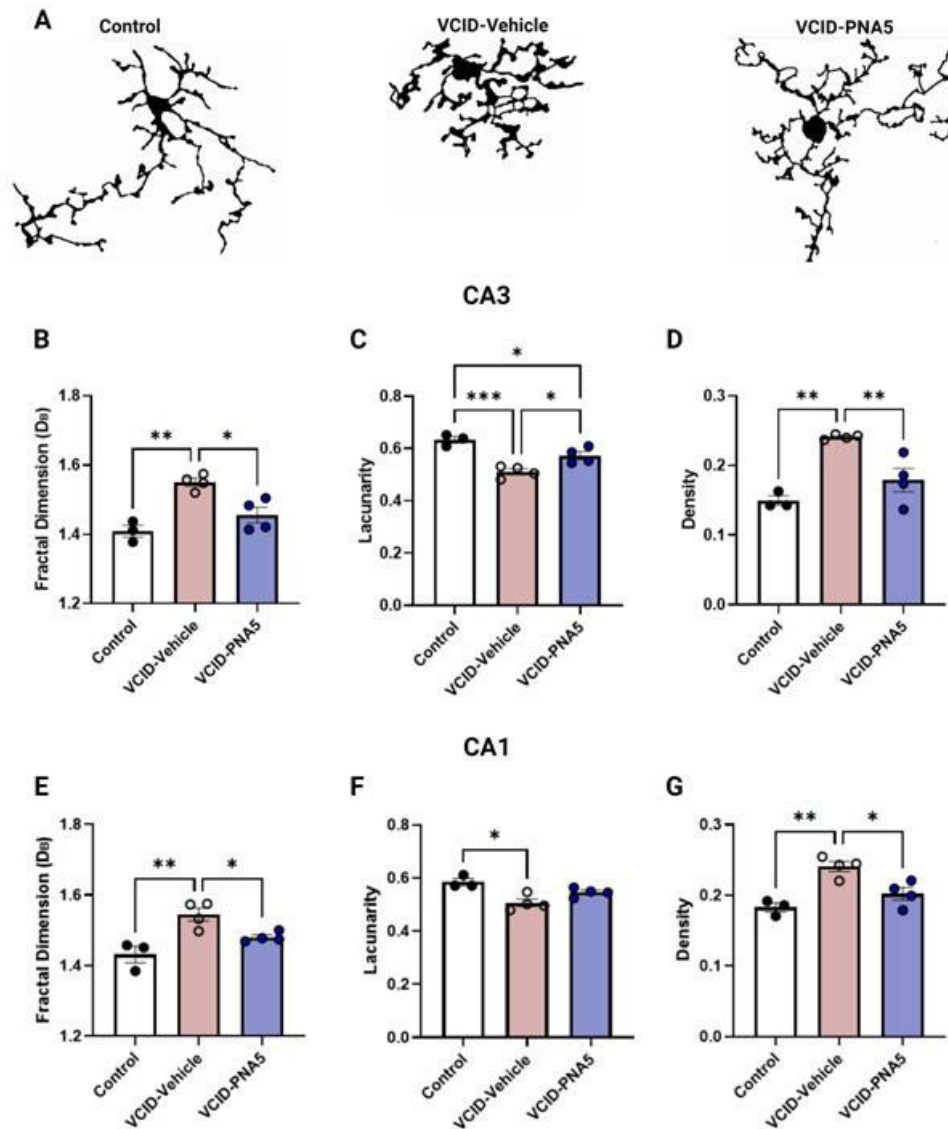 A
Control
VCID-Vehicle
VCID-PNA5
CA3
B
Fractal Dimension (DB)
1.8
1.6
1.4
1.2
**
*
Control
VCID-Vehicle
VCID-PNA5
C
Lacunarity
0.8
0.6
0.4
0.2
0.0
*
***
*
Control
VCID-Vehicle
VCID-PNA5
D
Density
0.3
0.2
0.1
0.0
**
**
Control
VCID-Vehicle
VCID-PNA5
CA1
E
Fractal Dimension (DB)
1.8
1.6
1.4
1.2
**
*
Control
VCID-Vehicle
VCID-PNA5
F
Lacunarity
0.8
0.6
0.4
0.2
0.0
*
Control
VCID-Vehicle
VCID-PNA5
G
Density
0.3
0.2
0.1
0.0
**
*
Control
VCID-Vehicle
VCID-PNA5